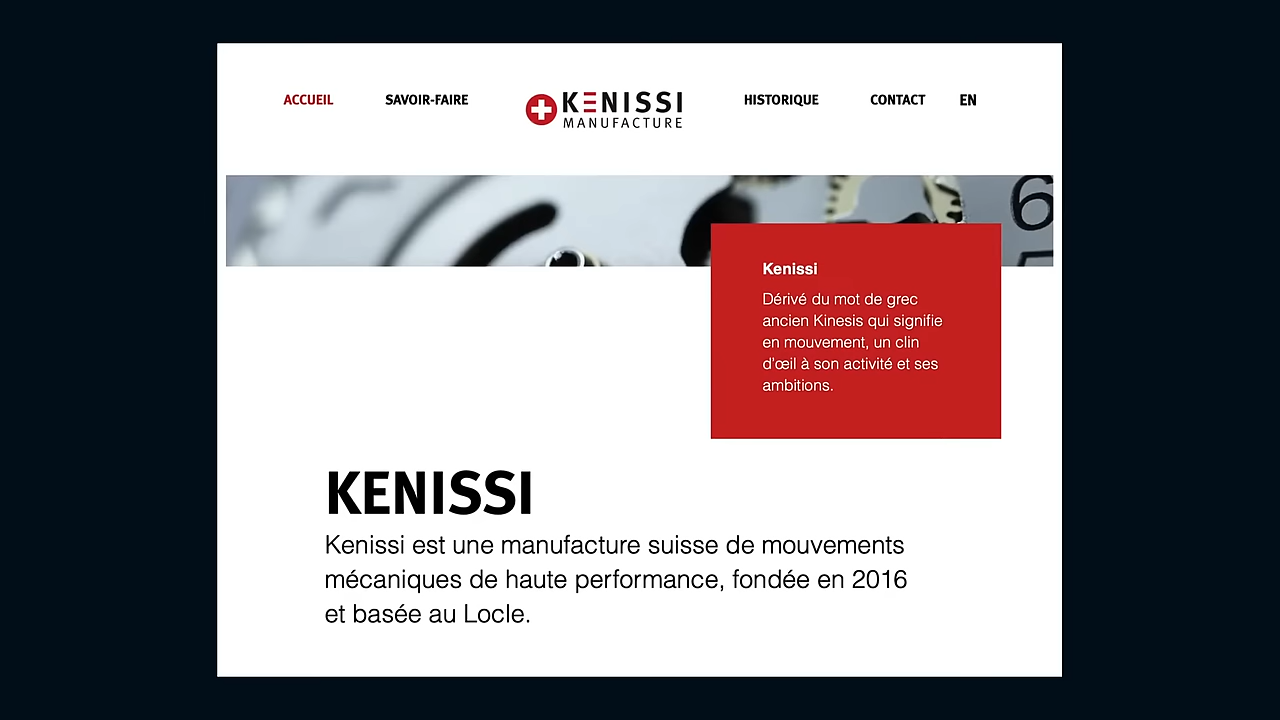 ACCUEIL SAVOIR-FAIRE KENISSI HISTORIQUE CONTACT EN
MANUFACTURE
6
Kenissi
Dérivé du mot de grec
ancien Kinesis qui signifie
en mouvement, un clin
d'œil à son activité et ses
ambitions.
KENISSI
Kenissi est une manufacture suisse de mouvements
mécaniques de haute performance, fondée en 2016
et basée au Locle.